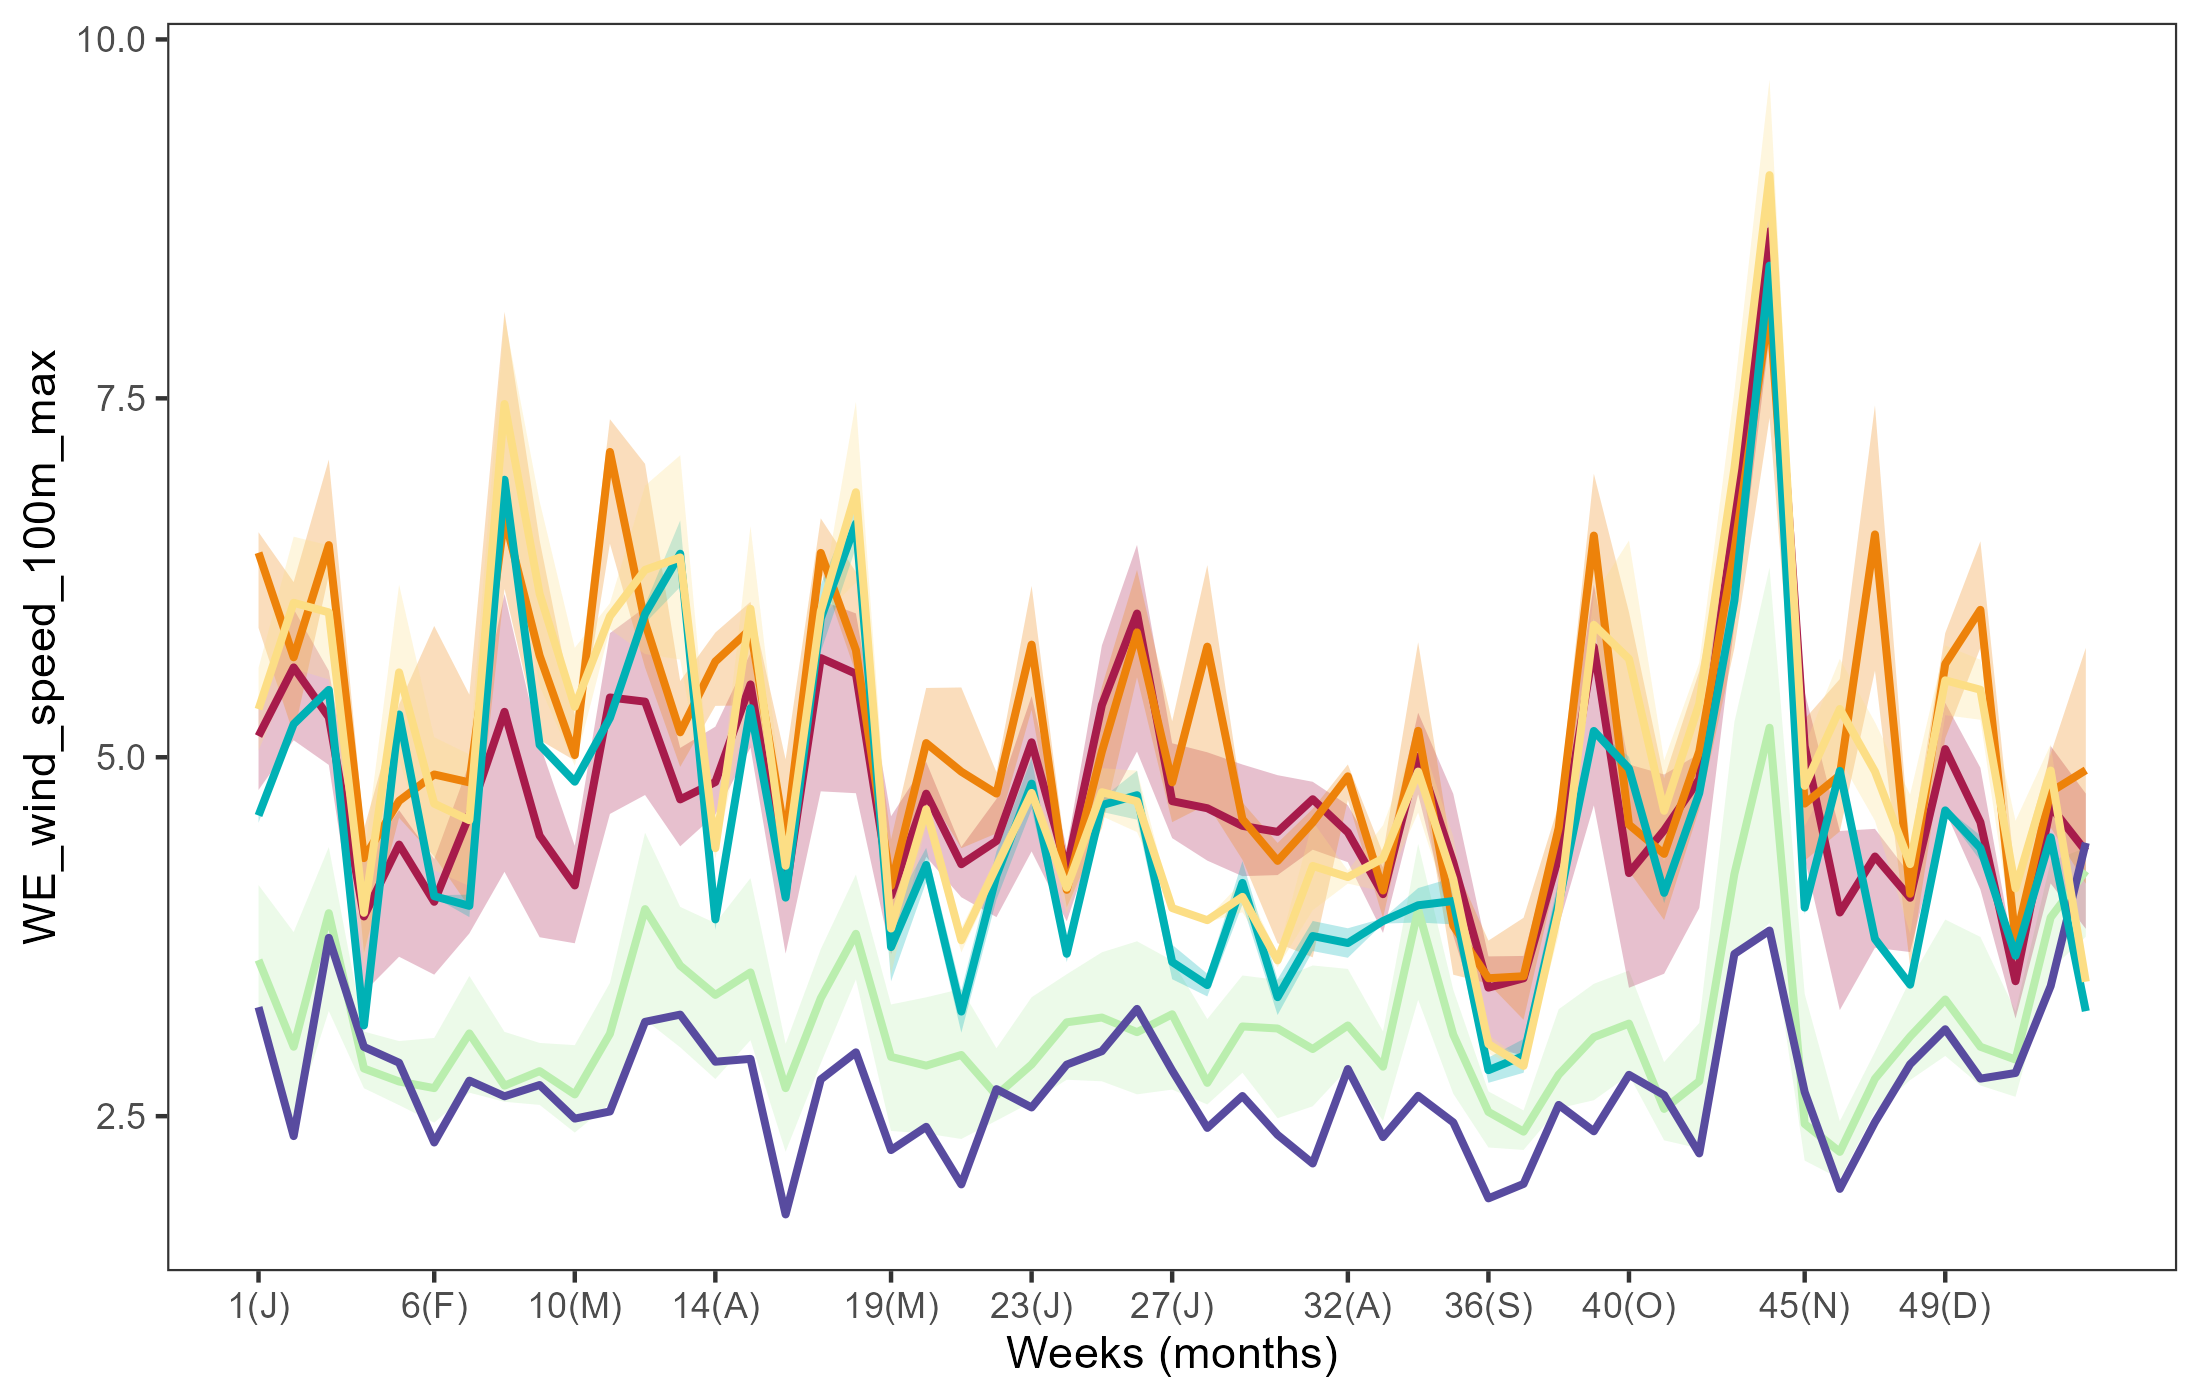 WE_wind_speed_100m_max
10.0
7.5
5.0
2.5
1(J) 6(F) 10(M) 14(A) 19(M) 23(J) 27(J) 32(A) 36(S) 40(O) 45(N) 49(D)
Weeks (months)